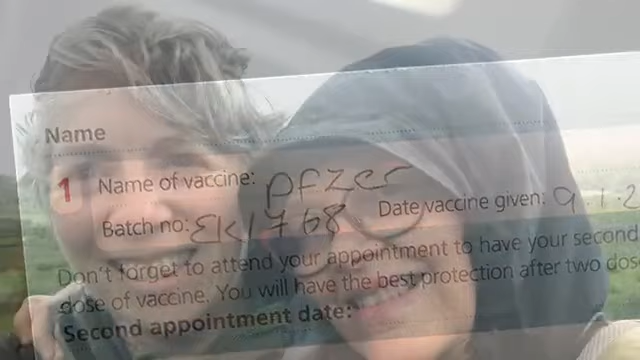 Name
1 Name of vaccine: pfzer
Batch no: EK1768 Date vaccine given: 9.1.2
Don't forget to attend your appointment to have your second
dose of vaccine. You will have the best protection after two dose
Second appointment date: